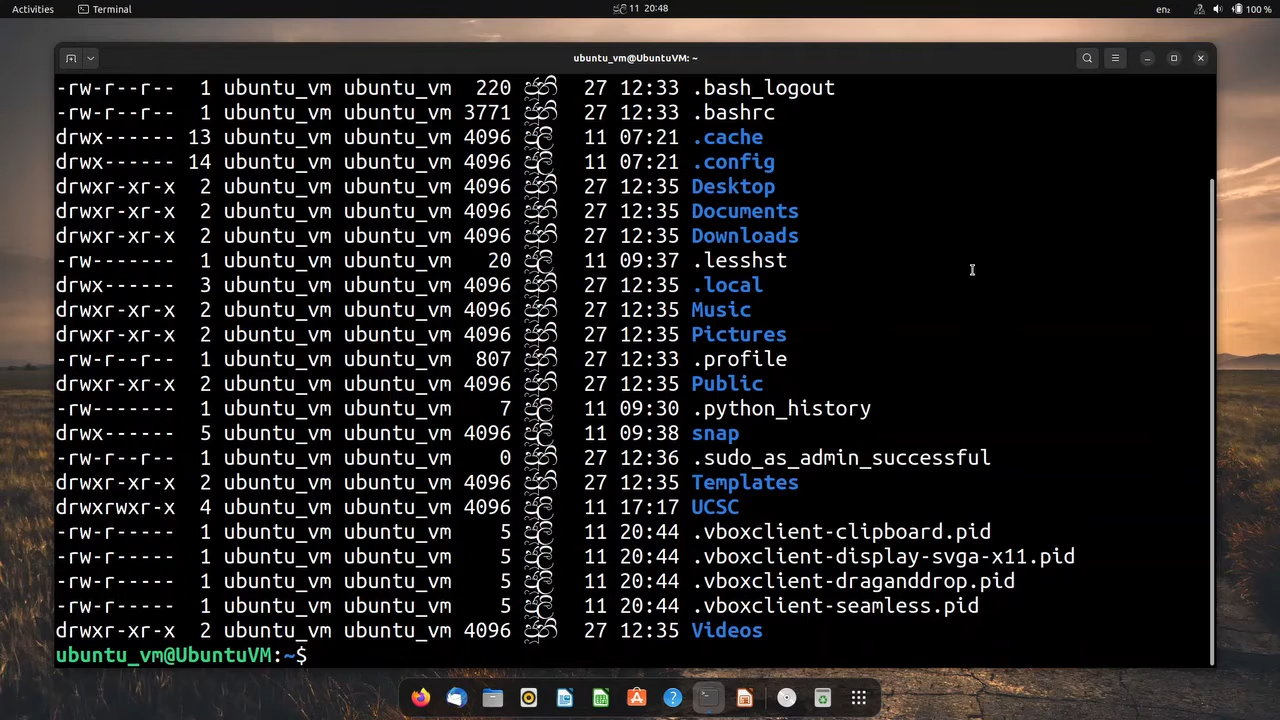 Activities Terminal 11 20:48 en₂ 100 %
ubuntu_vm@UbuntuVM: ~
-rw-r--r-- 1 ubuntu_vm ubuntu_vm 220 27 12:33 .bash_logout
-rw-r--r-- 1 ubuntu_vm ubuntu_vm 3771 27 12:33 .bashrc
drwx------ 13 ubuntu_vm ubuntu_vm 4096 11 07:21 .cache
drwx------ 14 ubuntu_vm ubuntu_vm 4096 11 07:21 .config
drwxr-xr-x 2 ubuntu_vm ubuntu_vm 4096 27 12:35 Desktop
drwxr-xr-x 2 ubuntu_vm ubuntu_vm 4096 27 12:35 Documents
drwxr-xr-x 2 ubuntu_vm ubuntu_vm 4096 27 12:35 Downloads
-rw------- 1 ubuntu_vm ubuntu_vm 20 11 09:37 .lesshst
drwx------ 3 ubuntu_vm ubuntu_vm 4096 27 12:35 .local
drwxr-xr-x 2 ubuntu_vm ubuntu_vm 4096 27 12:35 Music
drwxr-xr-x 2 ubuntu_vm ubuntu_vm 4096 27 12:35 Pictures
-rw-r--r-- 1 ubuntu_vm ubuntu_vm 807 27 12:33 .profile
drwxr-xr-x 2 ubuntu_vm ubuntu_vm 4096 27 12:35 Public
-rw------- 1 ubuntu_vm ubuntu_vm 7 11 09:30 .python_history
drwx------ 5 ubuntu_vm ubuntu_vm 4096 11 09:38 snap
-rw-r--r-- 1 ubuntu_vm ubuntu_vm 0 27 12:36 .sudo_as_admin_successful
drwxr-xr-x 2 ubuntu_vm ubuntu_vm 4096 27 12:35 Templates
drwxrwxr-x 4 ubuntu_vm ubuntu_vm 4096 11 17:17 UCSC
-rw-r----- 1 ubuntu_vm ubuntu_vm 5 11 20:44 .vboxclient-clipboard.pid
-rw-r----- 1 ubuntu_vm ubuntu_vm 5 11 20:44 .vboxclient-display-svga-x11.pid
-rw-r----- 1 ubuntu_vm ubuntu_vm 5 11 20:44 .vboxclient-draganddrop.pid
-rw-r----- 1 ubuntu_vm ubuntu_vm 5 11 20:44 .vboxclient-seamless.pid
drwxr-xr-x 2 ubuntu_vm ubuntu_vm 4096 27 12:35 Videos
ubuntu_vm@UbuntuVM:~$